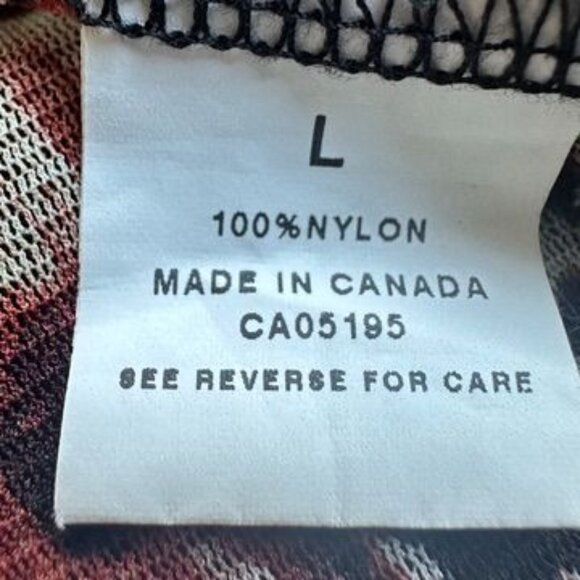 L
100%NYLON
MADE IN CANADA
CA05195
SEE REVERSE FOR CARE